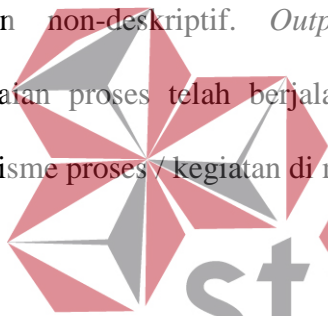 n non-deskriptif. Outp
aian proses telah berjala
isme proses / kegiatan di
st